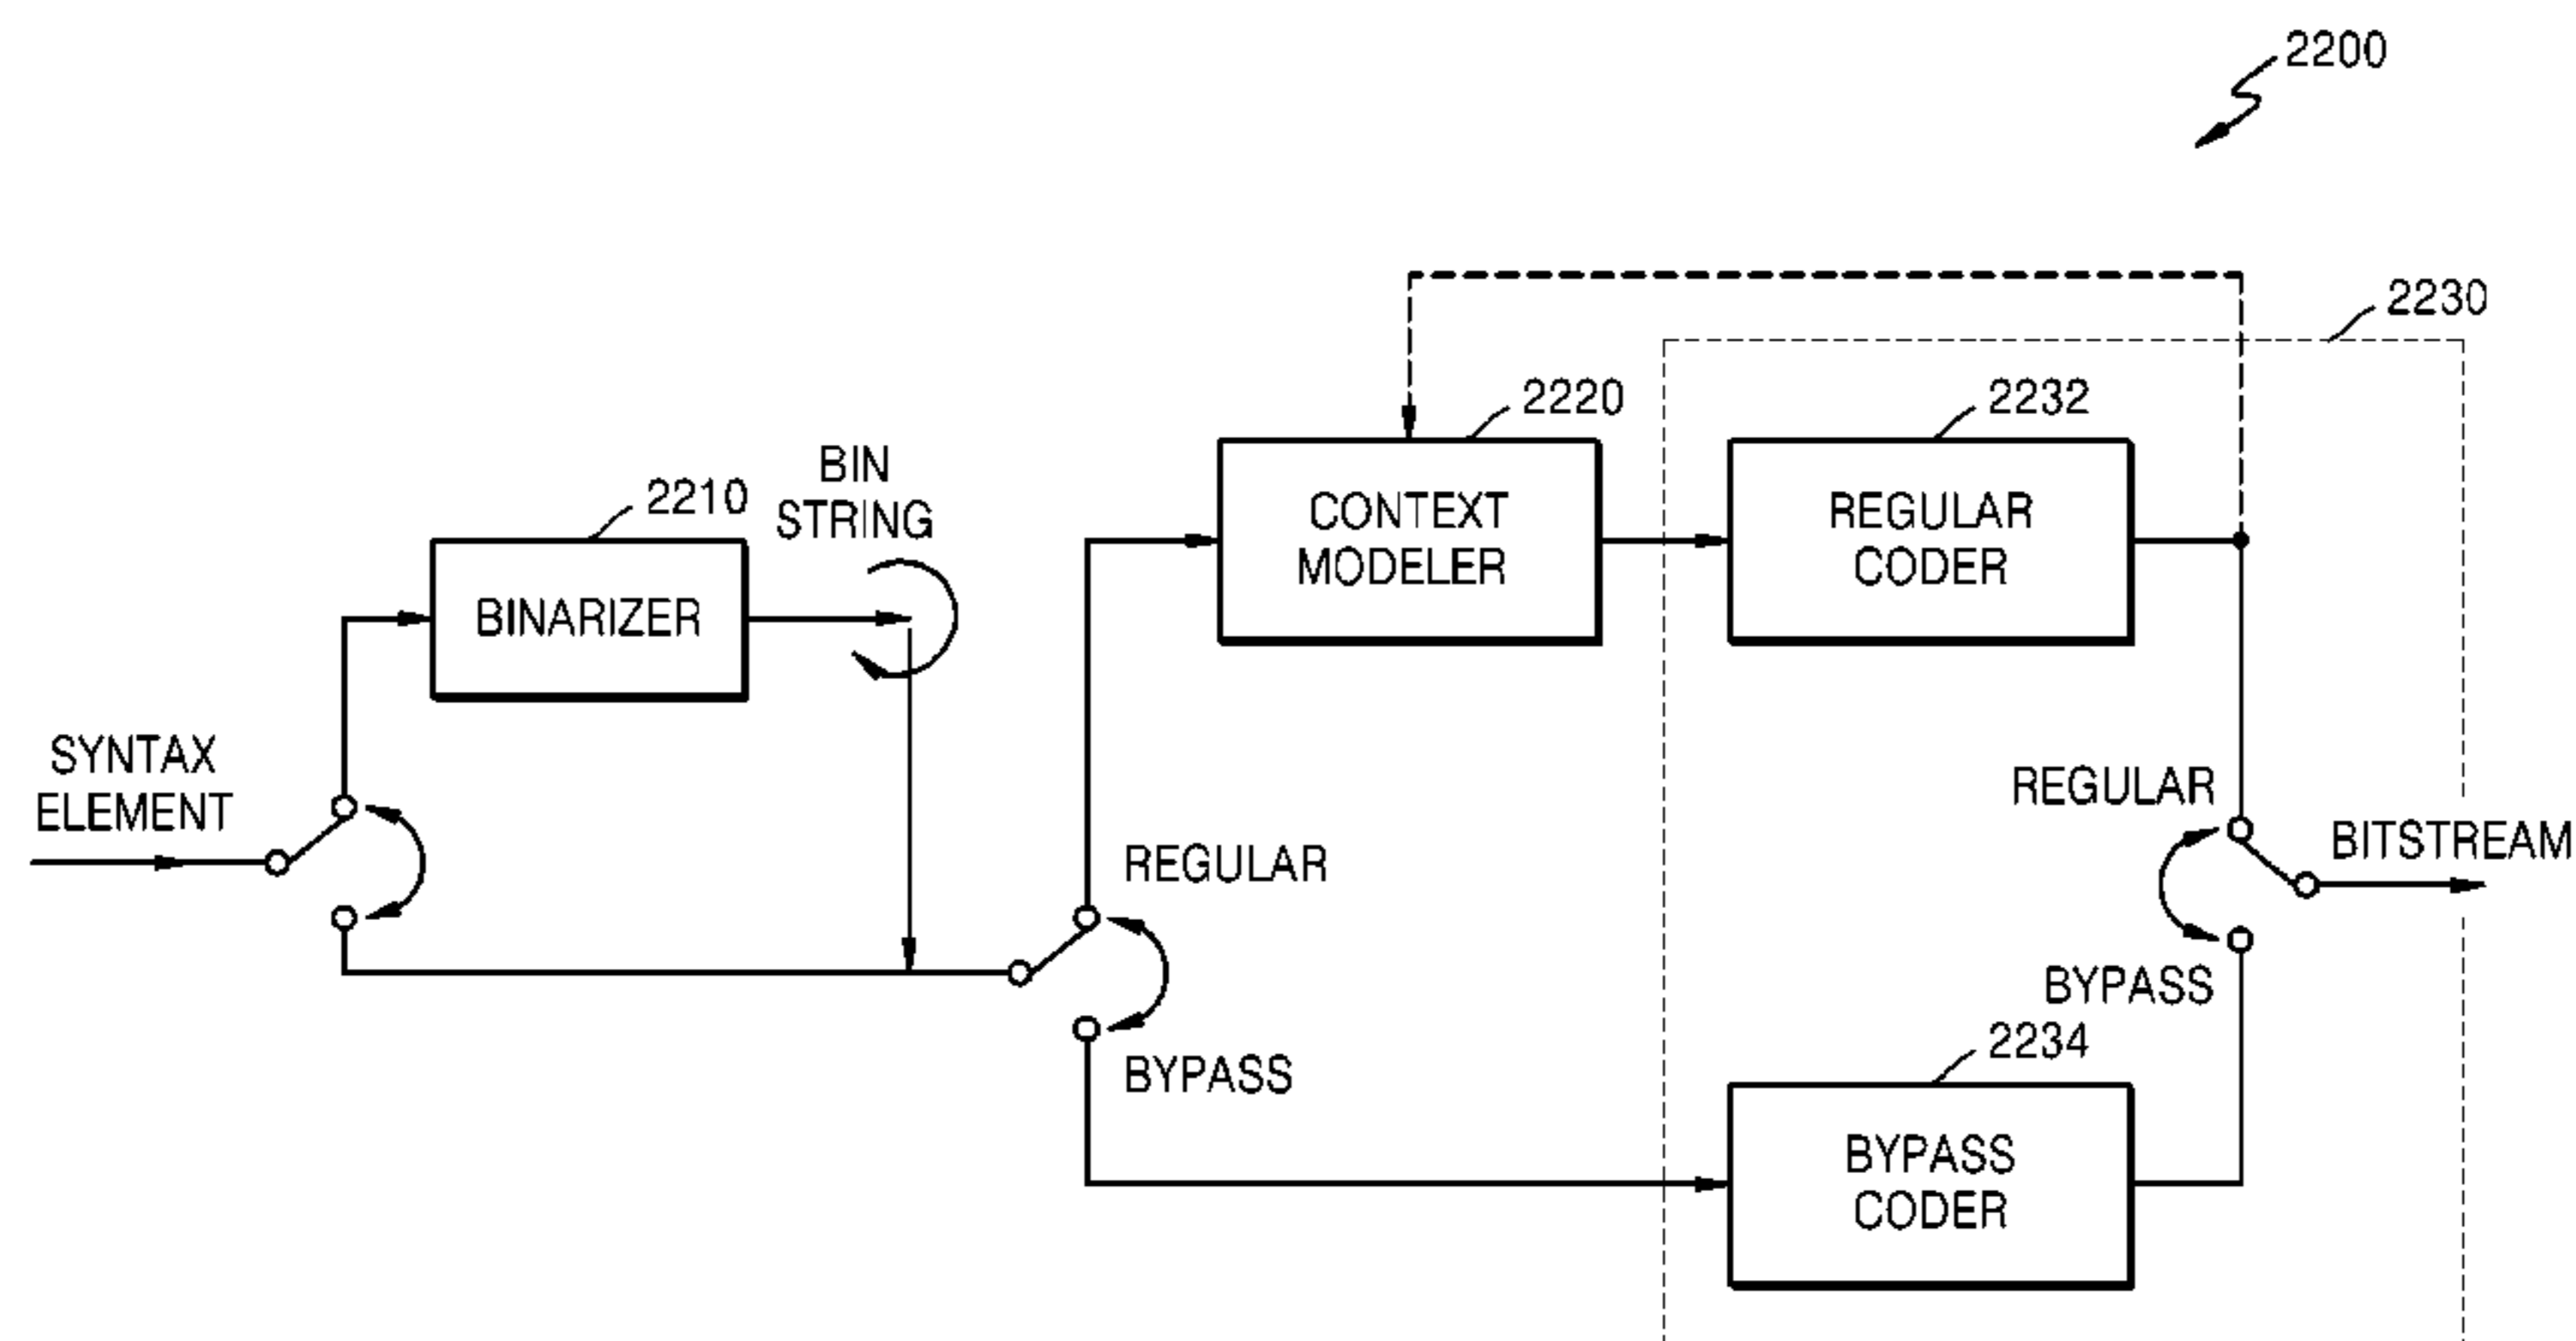 2200
2230
2220
2232
BIN
STRING
2210
CONTEXT
MODELER
REGULAR
CODER
BINARIZER
SYNTAX
ELEMENT
REGULAR
BYPASS
REGULAR
BITSTREAM
BYPASS
2234
BYPASS
CODER